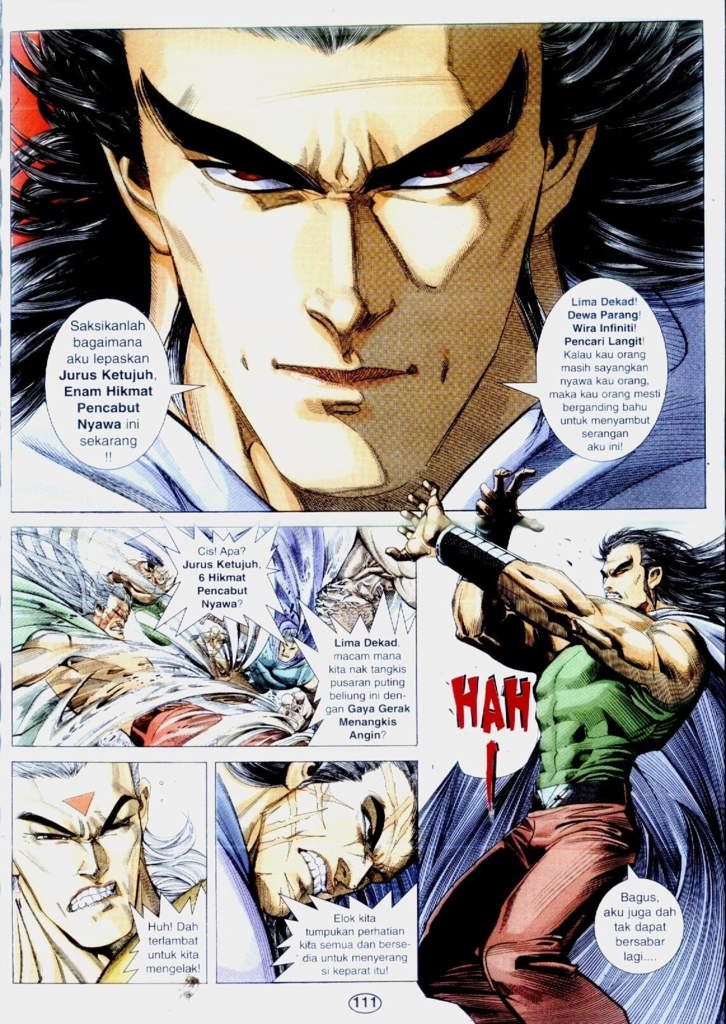 Saksikanlah
bagaimana
aku lepaskan
Jurus Ketujuh,
Enam Hikmat
Pencabut
Nyawa ini
sekarang
!!
Lima Dekad!
Dewa Parang!
Wira Infiniti!
Pencari Langit!
Kalau kau orang
masih sayangkan
nyawa kau orang,
maka kau orang mesti
berganding bahu
untuk menyambut
serangan
aku ini!
Cis! Apa?
Jurus Ketujuh,
6 Hikmat
Pencabut
Nyawa?
Lima Dekad,
macam mana
kita nak tangkis
pusaran puting
beliung ini den-
gan Gaya Gerak
Menangkis
Angin?
HAH
!
Huh! Dah
terlambat
untuk kita
mengelak!
Elok kita
tumpukan perhatian
kita semua dan berse-
dia untuk menyerang
si keparat itu!
Bagus,
aku juga dah
tak dapat
bersabar
lagi....
111